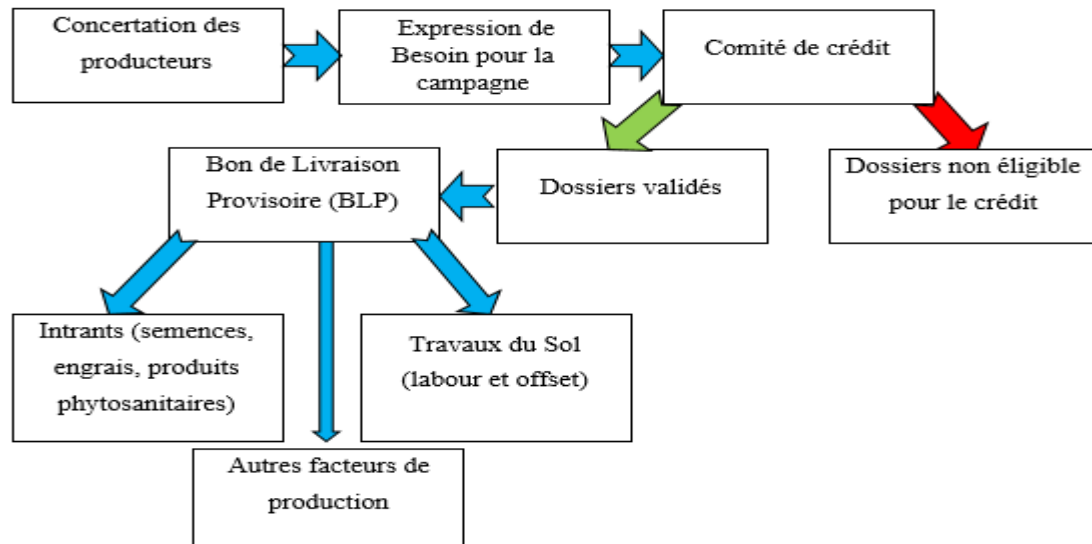 Concertation des
producteurs
Expression de
Besoin pour la
campagne
Comité de crédit
Bon de Livraison
Provisoire (BLP)
Dossiers validés
Dossiers non éligible
pour le crédit
Intrants (semences,
engrais, produits
phytosanitaires)
Travaux du Sol
(labour et offset)
Autres facteurs de
production